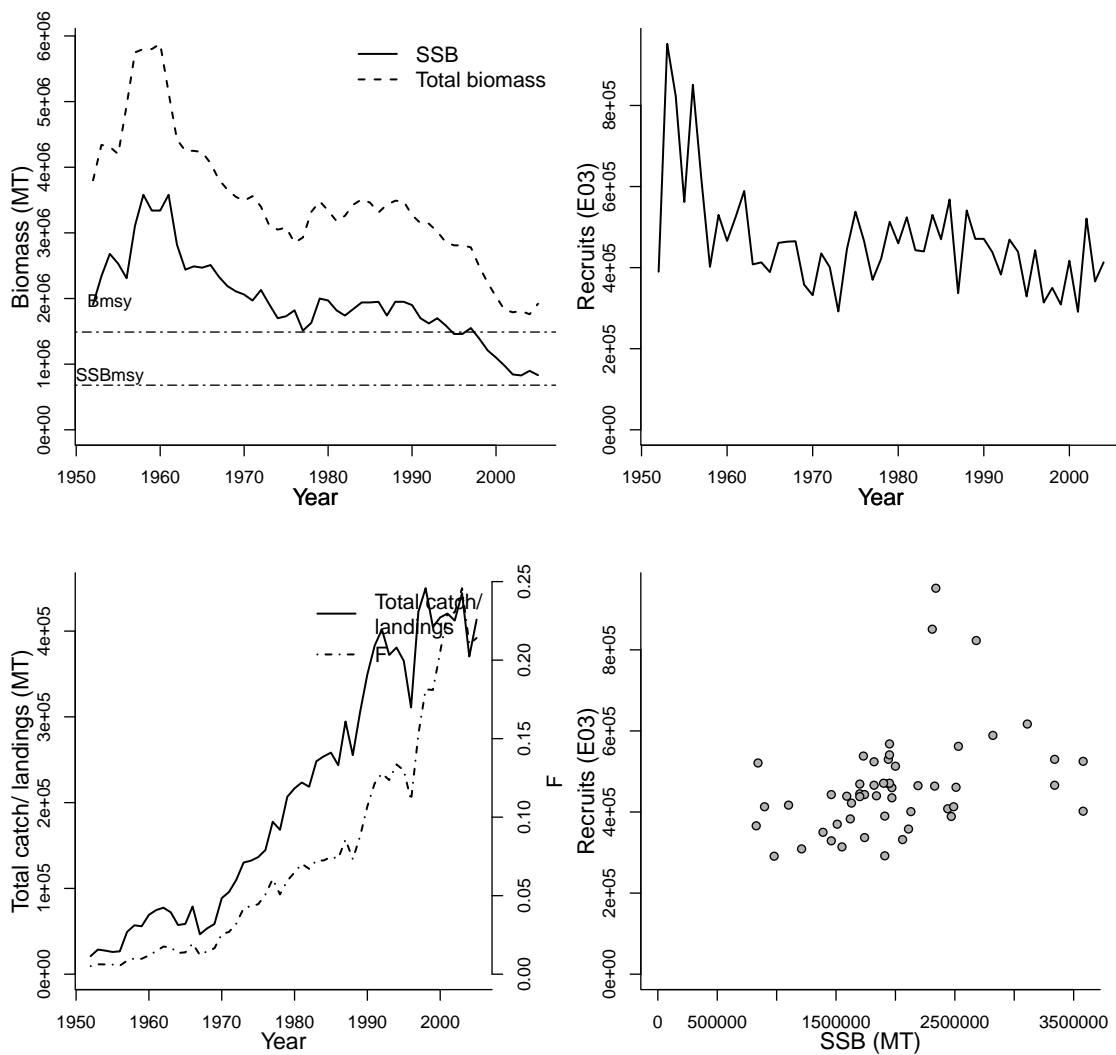 Biomass (MT)
6e+06
5e+06
4e+06
3e+06
2e+06
1e+06
0e+00
SSB
Total biomass
Bmsy
SSBmsy
1950 1960 1970 1980 1990 2000
Year
Recruits (E03)
8e+05
6e+05
4e+05
2e+05
0e+00
1950 1960 1970 1980 1990 2000
Year
Total catch/ landings (MT)
4e+05
3e+05
2e+05
1e+05
0e+00
Total catch/
landings
F
0.25
0.20
0.15
0.10
0.05
0.00
F
1950 1960 1970 1980 1990 2000
Year
Recruits (E03)
8e+05
6e+05
4e+05
2e+05
0e+00
0 500000 1500000 2500000 3500000
SSB (MT)